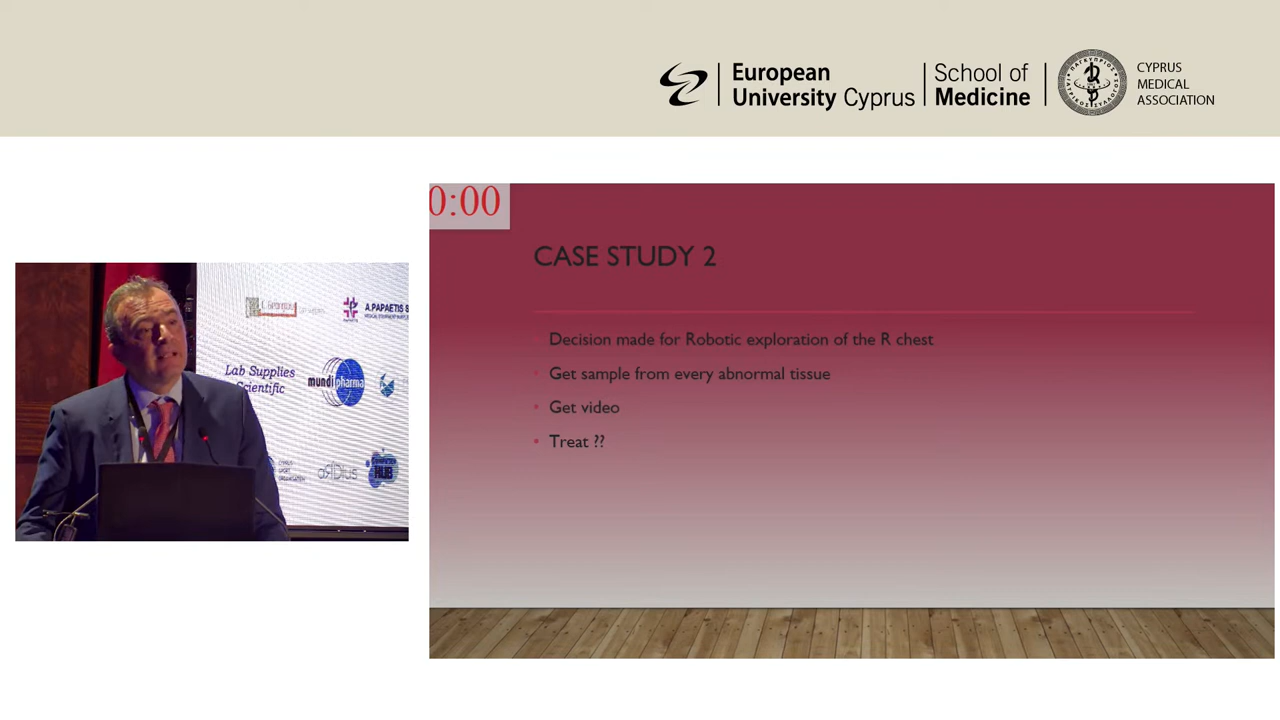 European
University Cyprus
School of
Medicine
CYPRUS
MEDICAL
ASSOCIATION
0:00
CASE STUDY 2
Decision made for Robotic exploration of the R chest
Get sample from every abnormal tissue
Get video
Treat ??
A.PAPAETIS S
Lab Supplies
Scientific
mundipharma
HUB